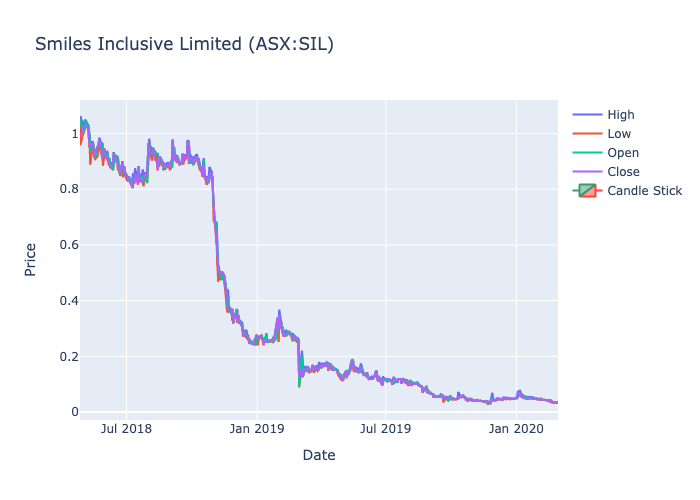 Smiles Inclusive Limited (ASX:SIL)
High
Low
Open
Close
Candle Stick
1
0.8
0.6
0.4
0.2
0
Price
Jul 2018
Jan 2019
Jul 2019
Jan 2020
Date